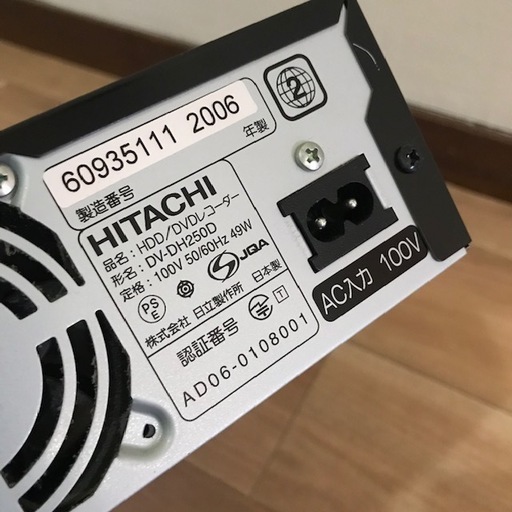 60935111 2006
製造番号
年製
2
HITACHI
品名：HDD/DVDレコーダー
形名：DV-DH250D
定格：100V 50/60Hz 49W
PS
E
S JQA
株式会社 日立製作所 日本製
認証番号 T
AD06-0108001
AC入力 100V